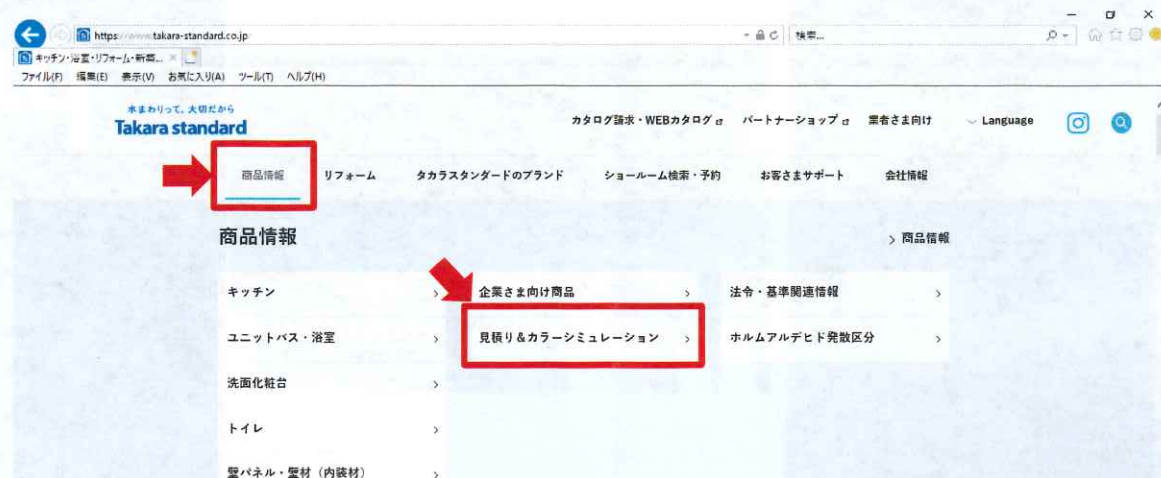 https://www.takara-standard.co.jp
検索...
キッチン・浴室・リフォーム・新築...
ファイル(F) 編集(E) 表示(V) お気に入り(A) ツール(T) ヘルプ(H)
水まわりって、大切だから
Takara standard
カタログ請求・WEBカタログ パートナーショップ 業者さま向け Language
商品情報 リフォーム タカラスタンダードのブランド ショールーム検索・予約 お客さまサポート 会社情報
商品情報
> 商品情報
キッチン > 企業さま向け商品 > 法令・基準関連情報 >
ユニットバス・浴室 > 見積り&カラーシミュレーション > ホルムアルデヒド発散区分 >
洗面化粧台 >
トイレ >
壁パネル・壁材（内装材） >